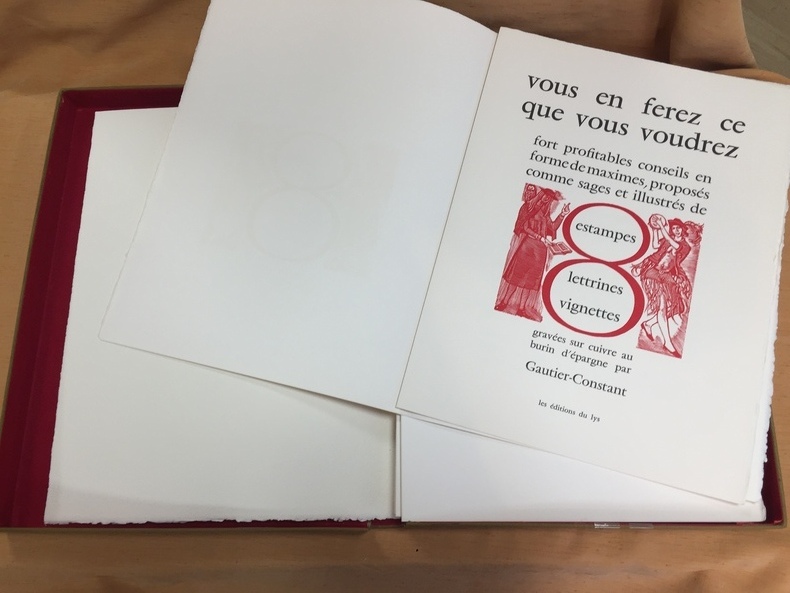 vous en ferez ce
que vous voudrez
fort profitables conseils en
forme de maximes, proposés
comme sages et illustrés de
8
estampes
lettrines
vignettes
gravées sur cuivre au
burin d'épargne par
Gautier-Constant
les éditions du lys